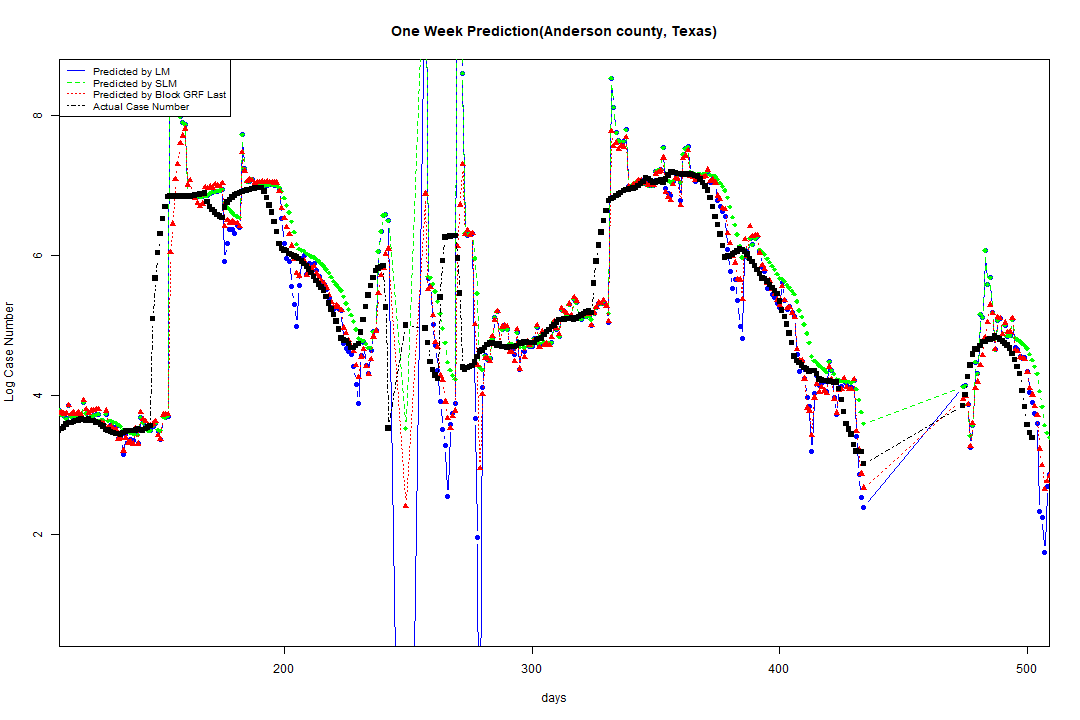 One Week Prediction(Anderson county, Texas)
Predicted by LM
Predicted by SLM
Predicted by Block GRF Last
Actual Case Number
8
6
4
2
Log Case Number
200 300 400 500
days